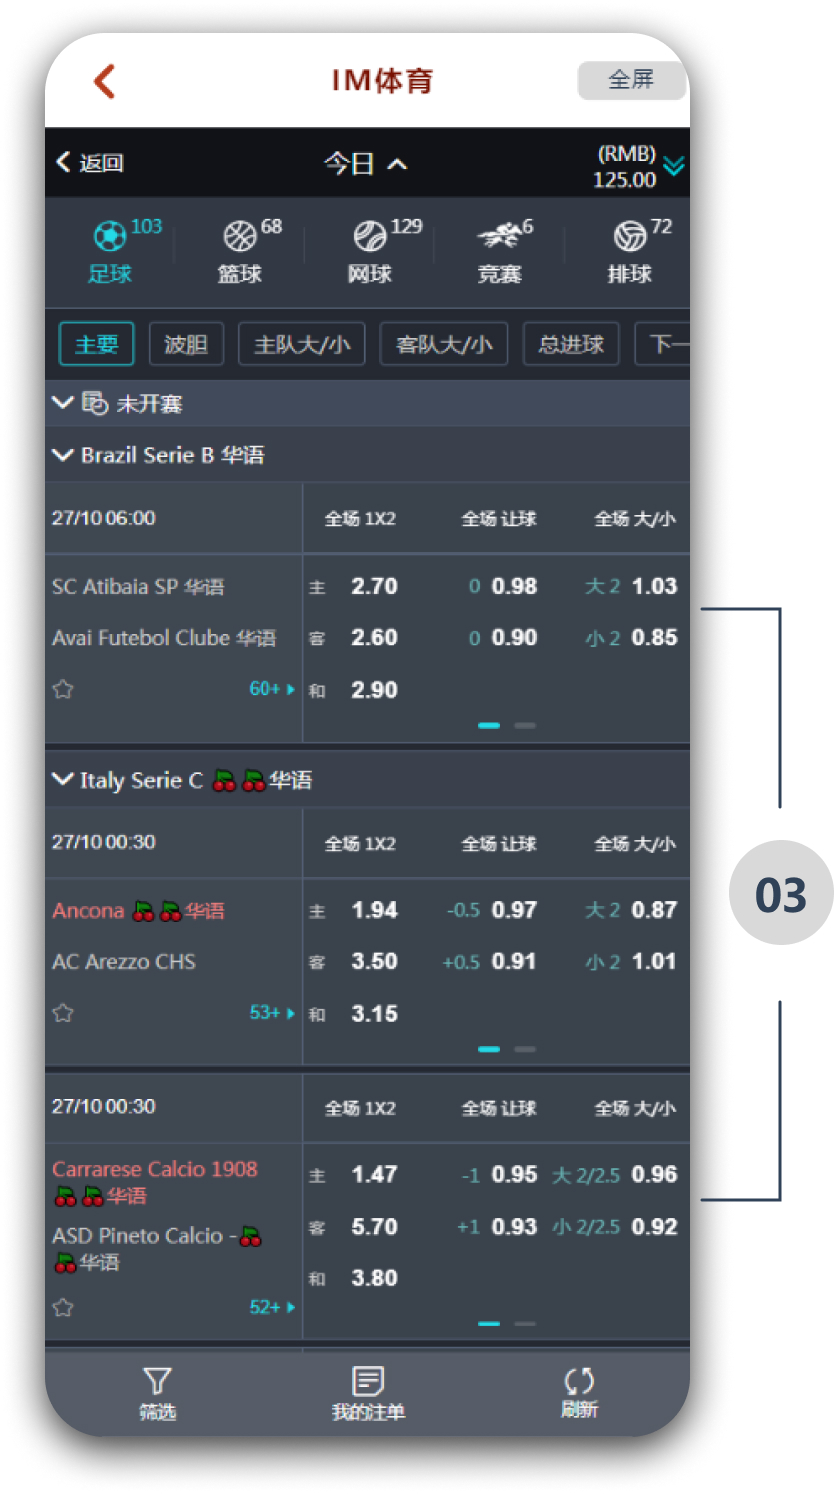 IM体育
全屏
返回
今日
(RMB)
125.00
103 68 129 6 72
足球 篮球 网球 竞赛 排球
主要 波胆 主队大/小 客队大/小 总进球 下一
未开赛
Brazil Serie B 华语
27/10 06:00 全场 1X2 全场 让球 全场 大/小
SC Atibaia SP 华语 主 2.70 0 0.98 大 2 1.03
Avai Futebol Clube 华语 客 2.60 0 0.90 小 2 0.85
60+ 和 2.90
Italy Serie C 华语
27/10 00:30 全场 1X2 全场 让球 全场 大/小
Ancona 华语 主 1.94 -0.5 0.97 大 2 0.87
AC Arezzo CHS 客 3.50 +0.5 0.91 小 2 1.01
53+ 和 3.15
27/10 00:30 全场 1X2 全场 让球 全场 大/小
Carrarese Calcio 1908 主 1.47 -1 0.95 大 2/2.5 0.96
华语
ASD Pineto Calcio - 客 5.70 +1 0.93 小 2/2.5 0.92
华语
52+ 和 3.80
筛选 我的注单 刷新
03